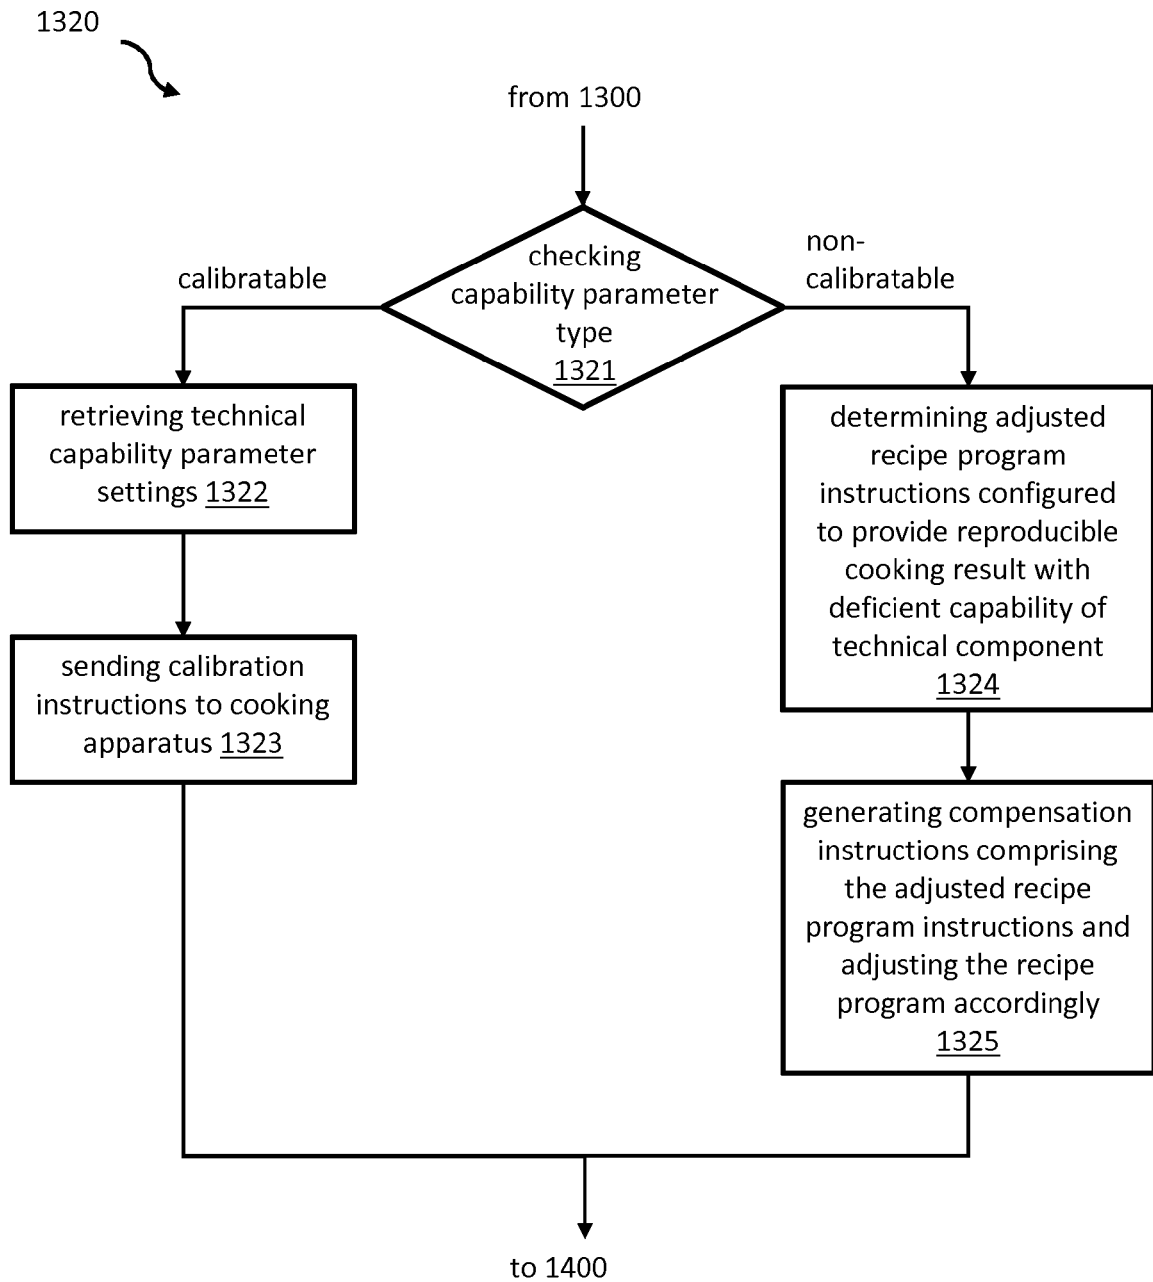 1320
from 1300
checking
capability parameter
type
1321
calibratable
non-
calibratable
retrieving technical
capability parameter
settings 1322
sending calibration
instructions to cooking
apparatus 1323
determining adjusted
recipe program
instructions configured
to provide reproducible
cooking result with
deficient capability of
technical component
1324
generating compensation
instructions comprising
the adjusted recipe
program instructions and
adjusting the recipe
program accordingly
1325
to 1400